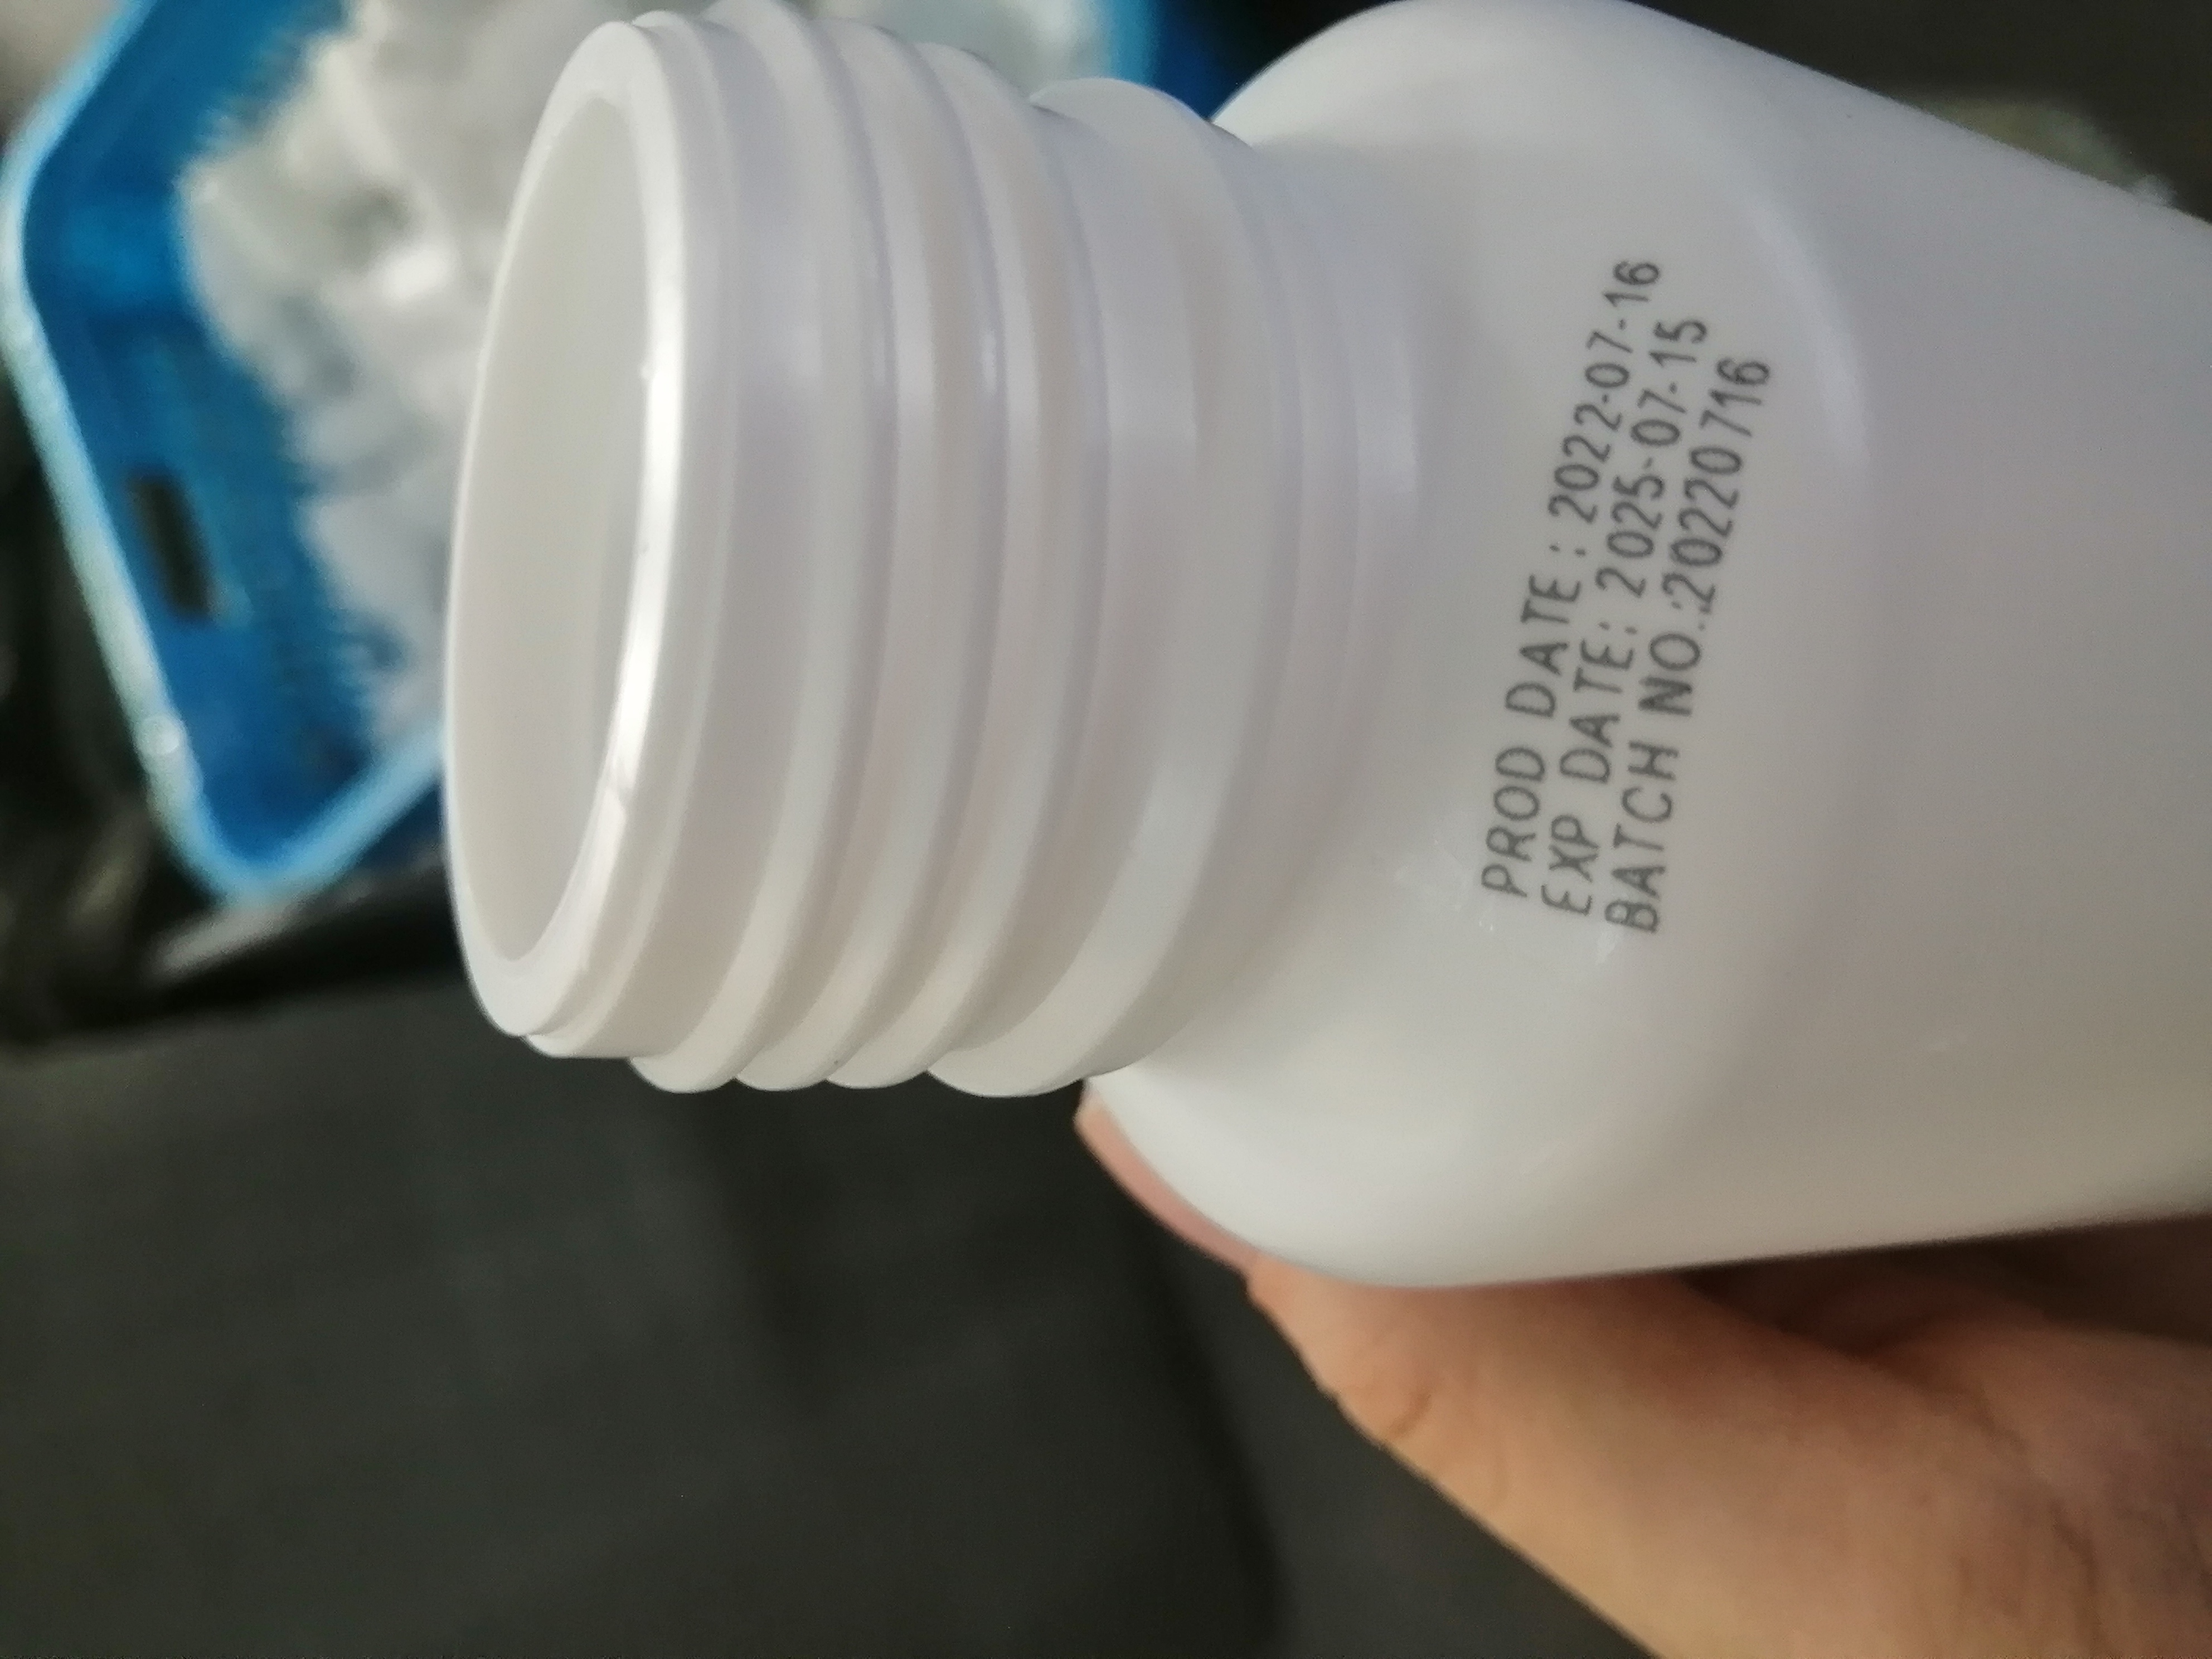 PROD DATE : 2022-07-16
EXP DATE: 2025-07-15
BATCH NO.:20220716